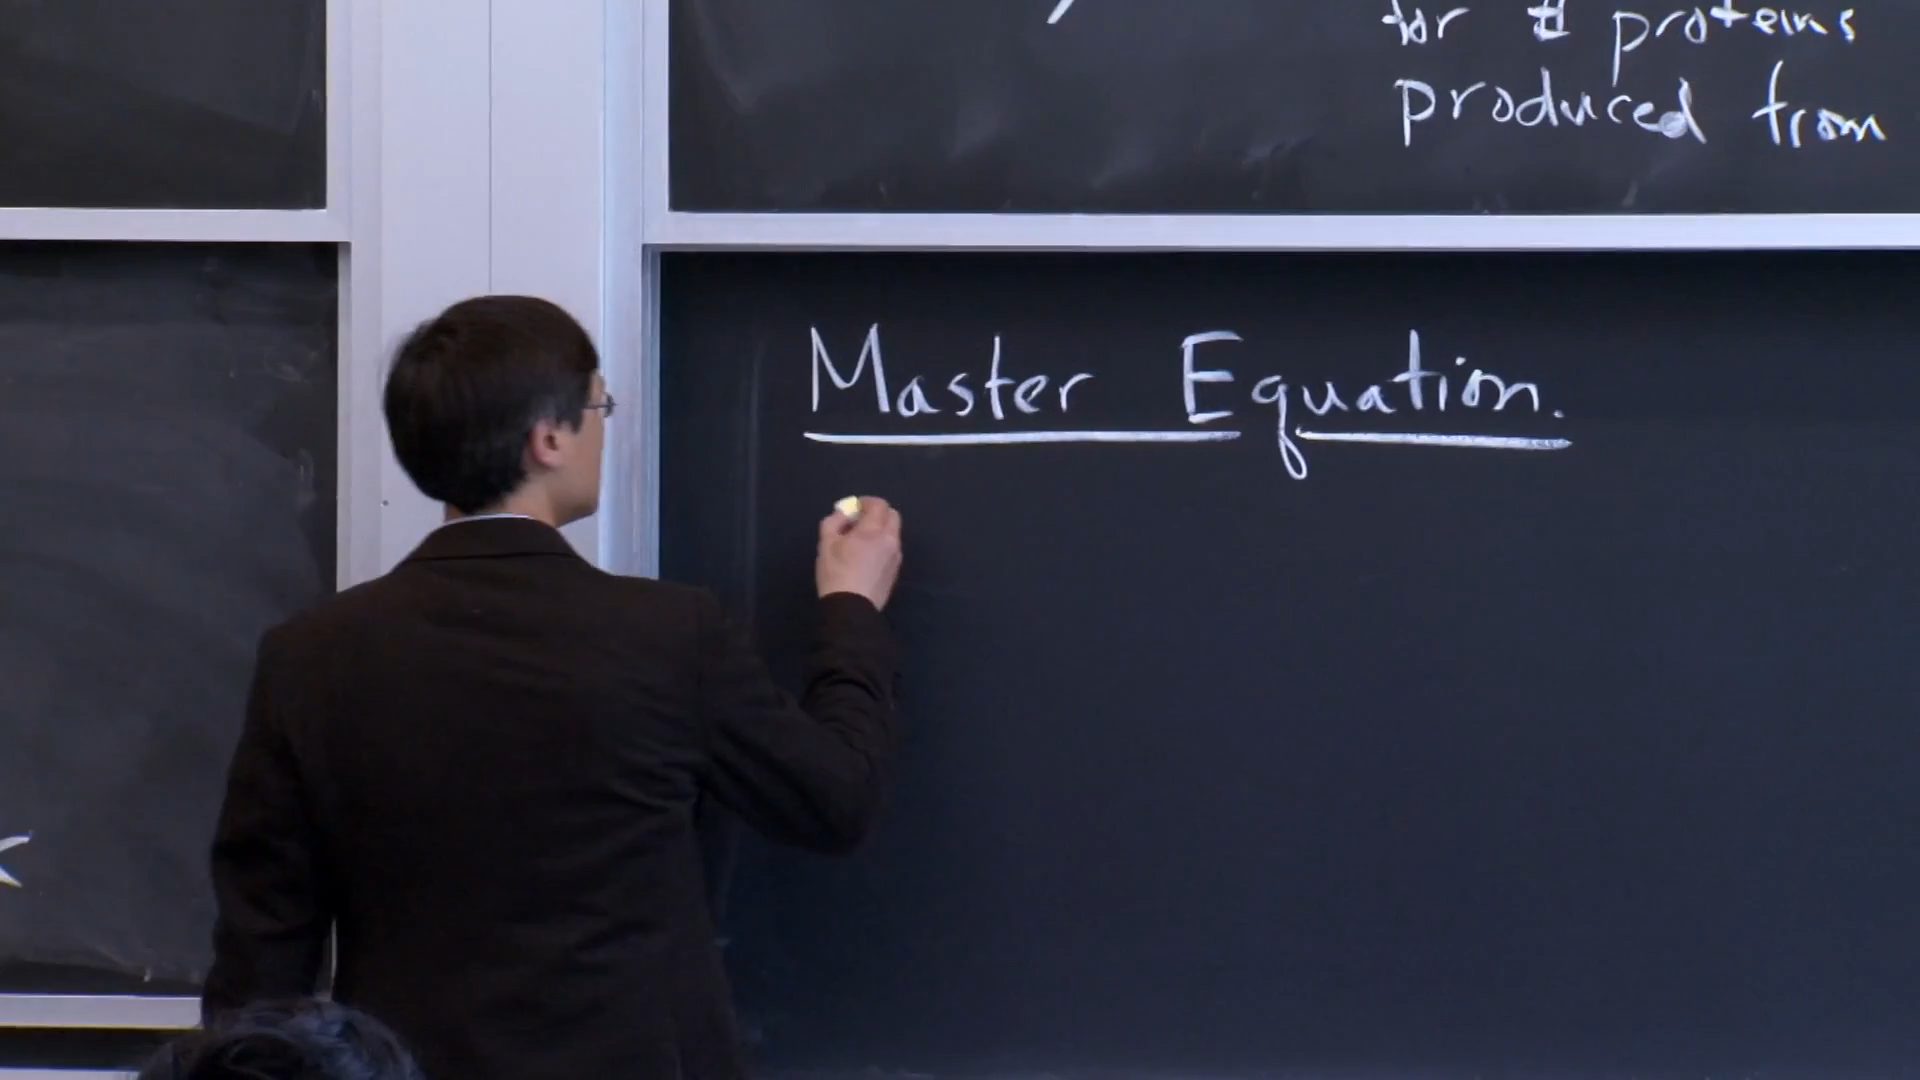 for # proteins
produced from
Master Equation.